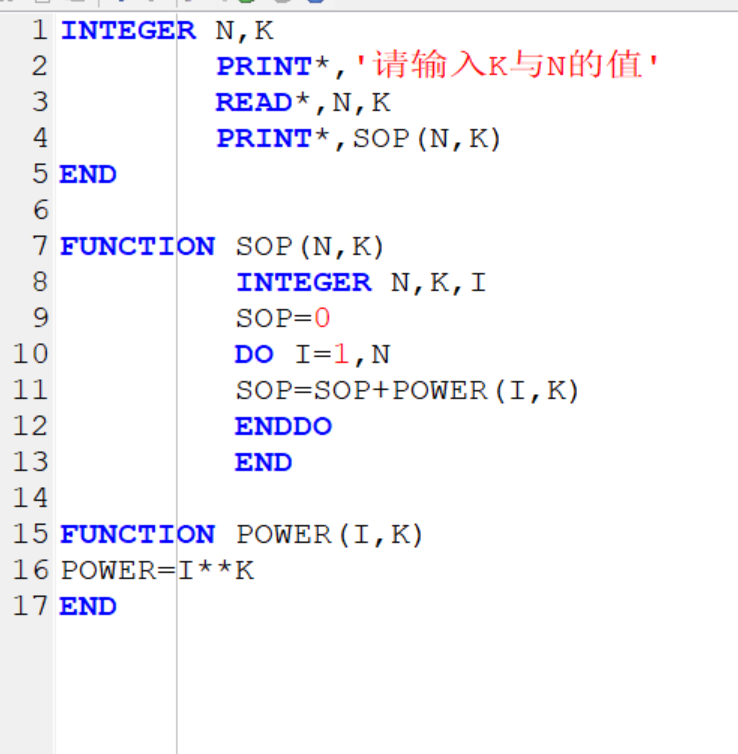 1 INTEGER N,K
2 PRINT*,'请输入K与N的值'
3 READ*,N,K
4 PRINT*,SOP(N,K)
5 END
6
7 FUNCTION SOP(N,K)
8 INTEGER N,K,I
9 SOP=0
10 DO I=1,N
11 SOP=SOP+POWER(I,K)
12 ENDDO
13 END
14
15 FUNCTION POWER(I,K)
16 POWER=I**K
17 END